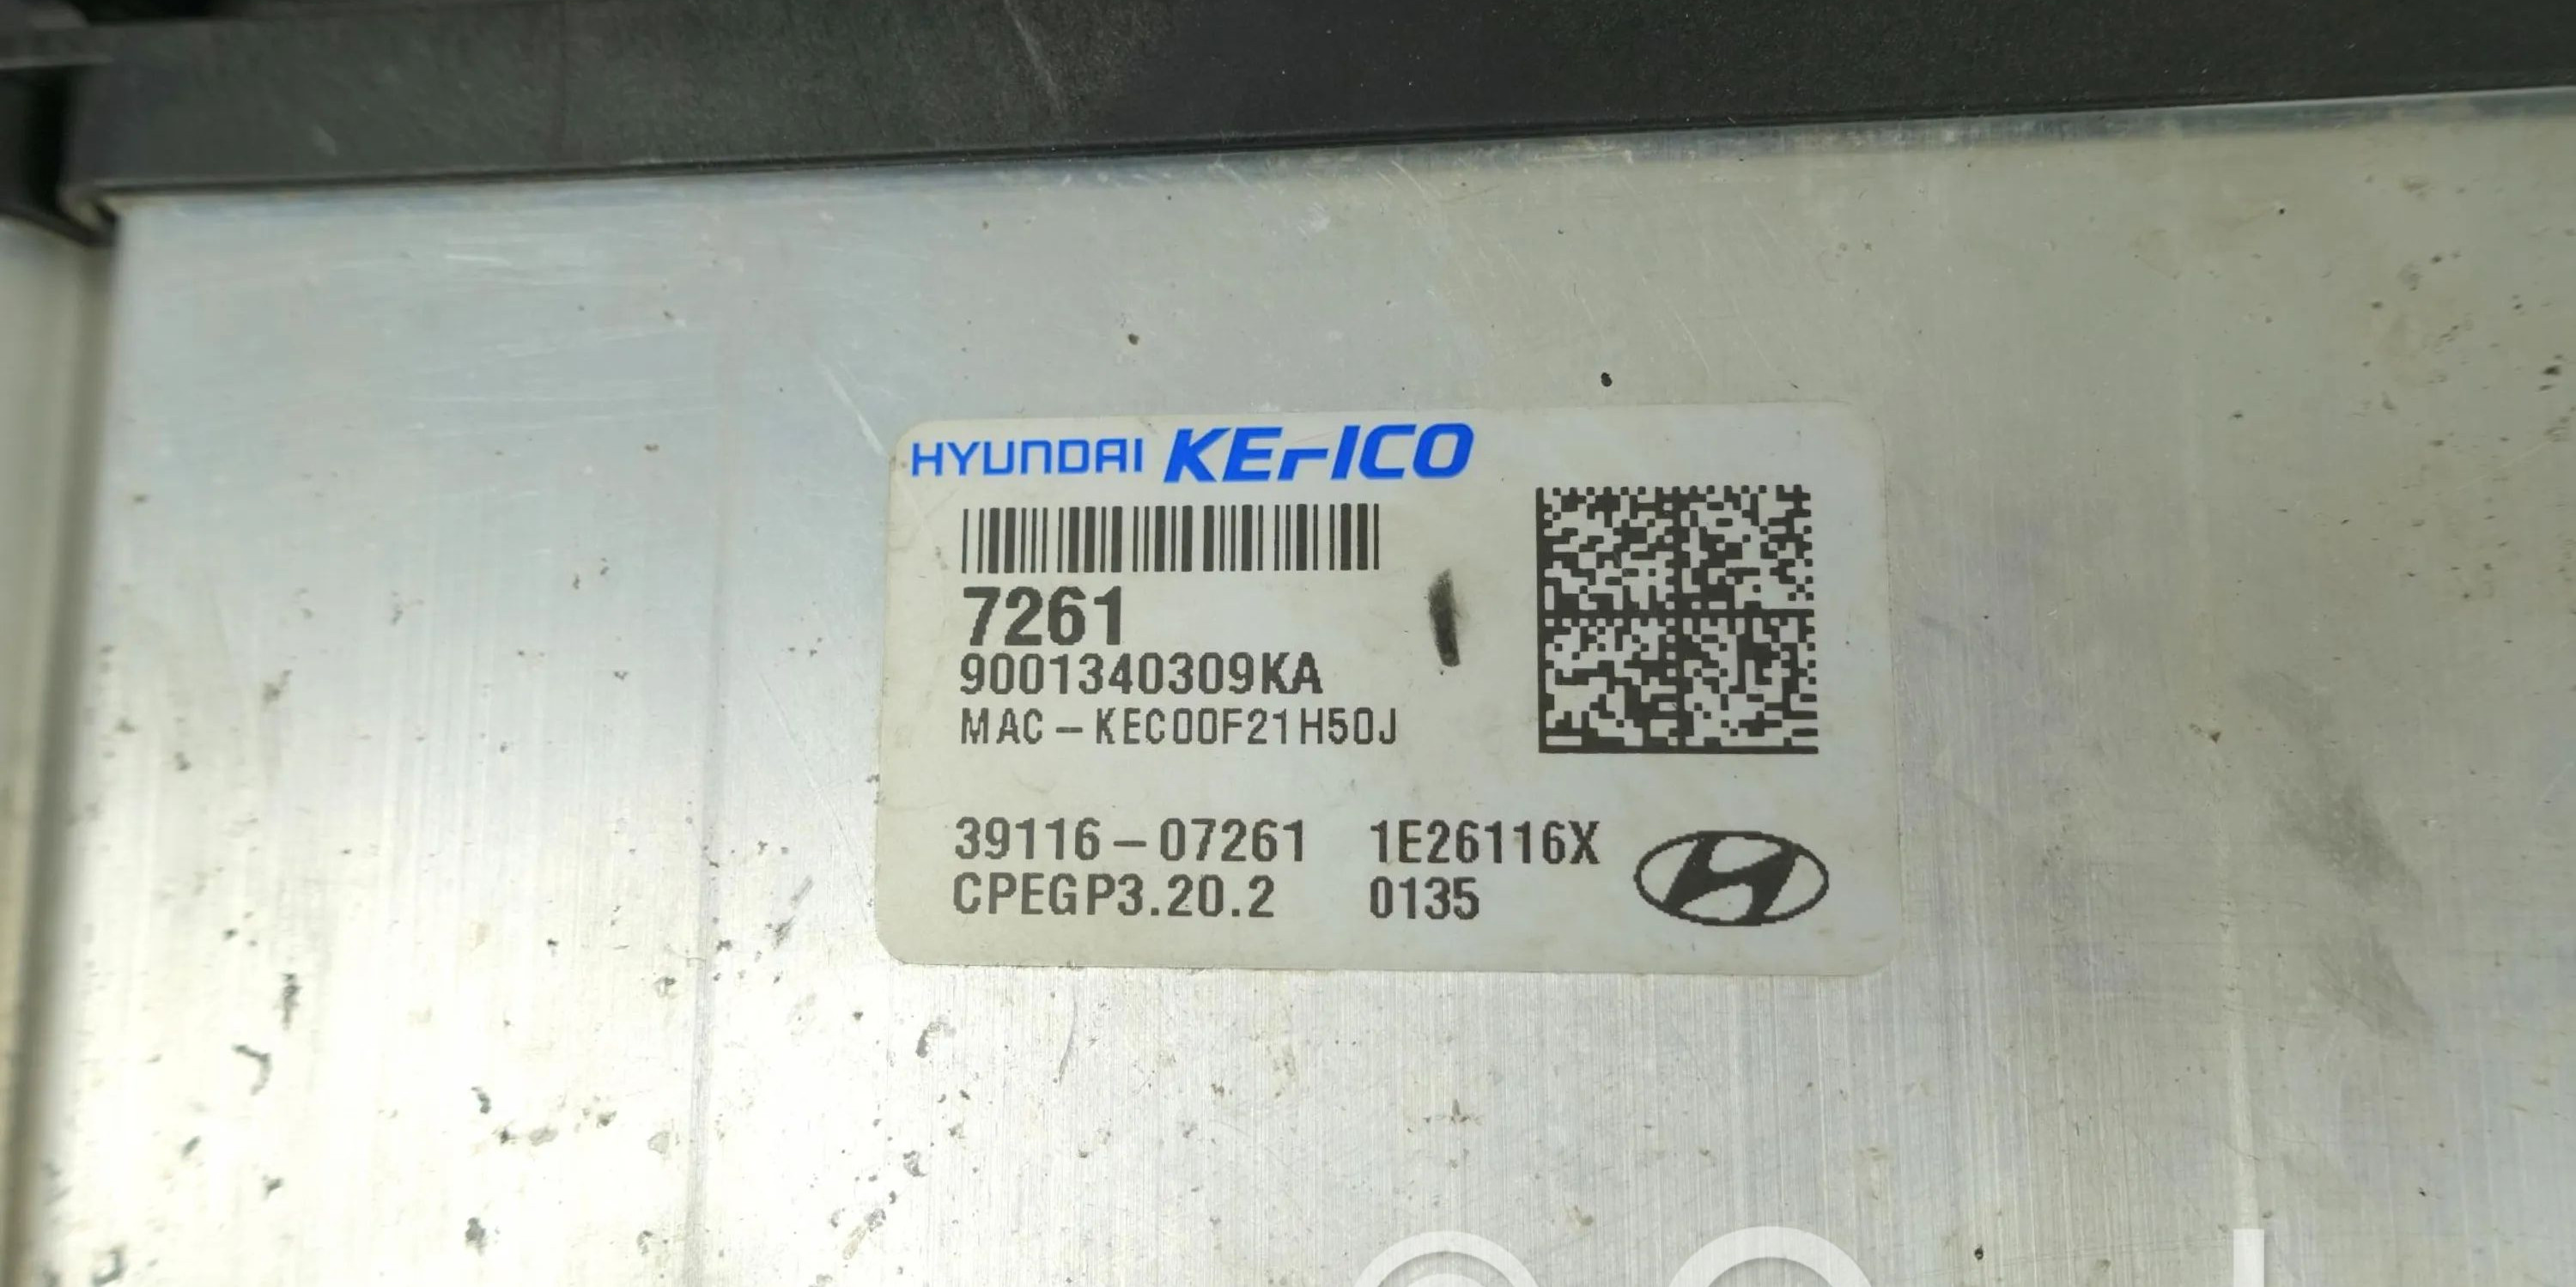 HYUNDAI KEFICO
7261
9001340309KA
MAC-KEC00F21H50J
39116-07261 1E26116X
CPEGP3.20.2 0135